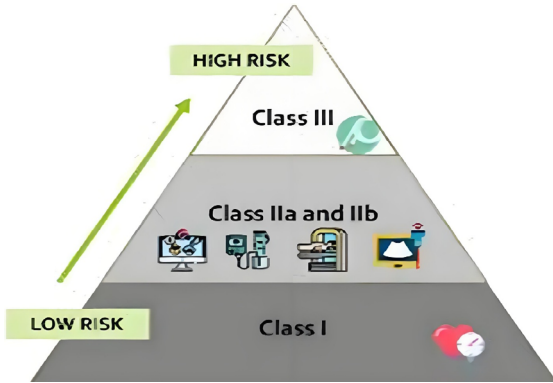 HIGH RISK
Class III
Class IIa and IIb
LOW RISK
Class I